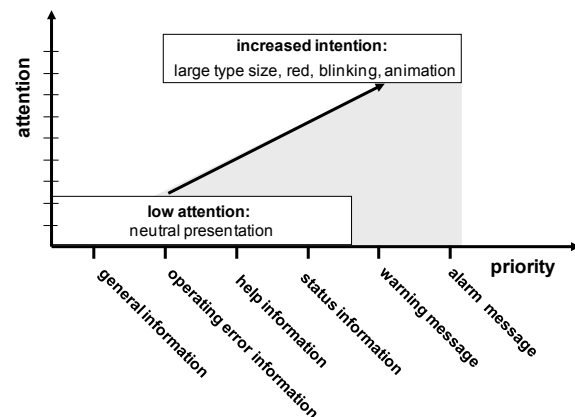 increased intention:
large type size, red, blinking, animation
attention
low attention:
neutral presentation
priority
general information
operating error information
help information
status information
warning message
alarm message